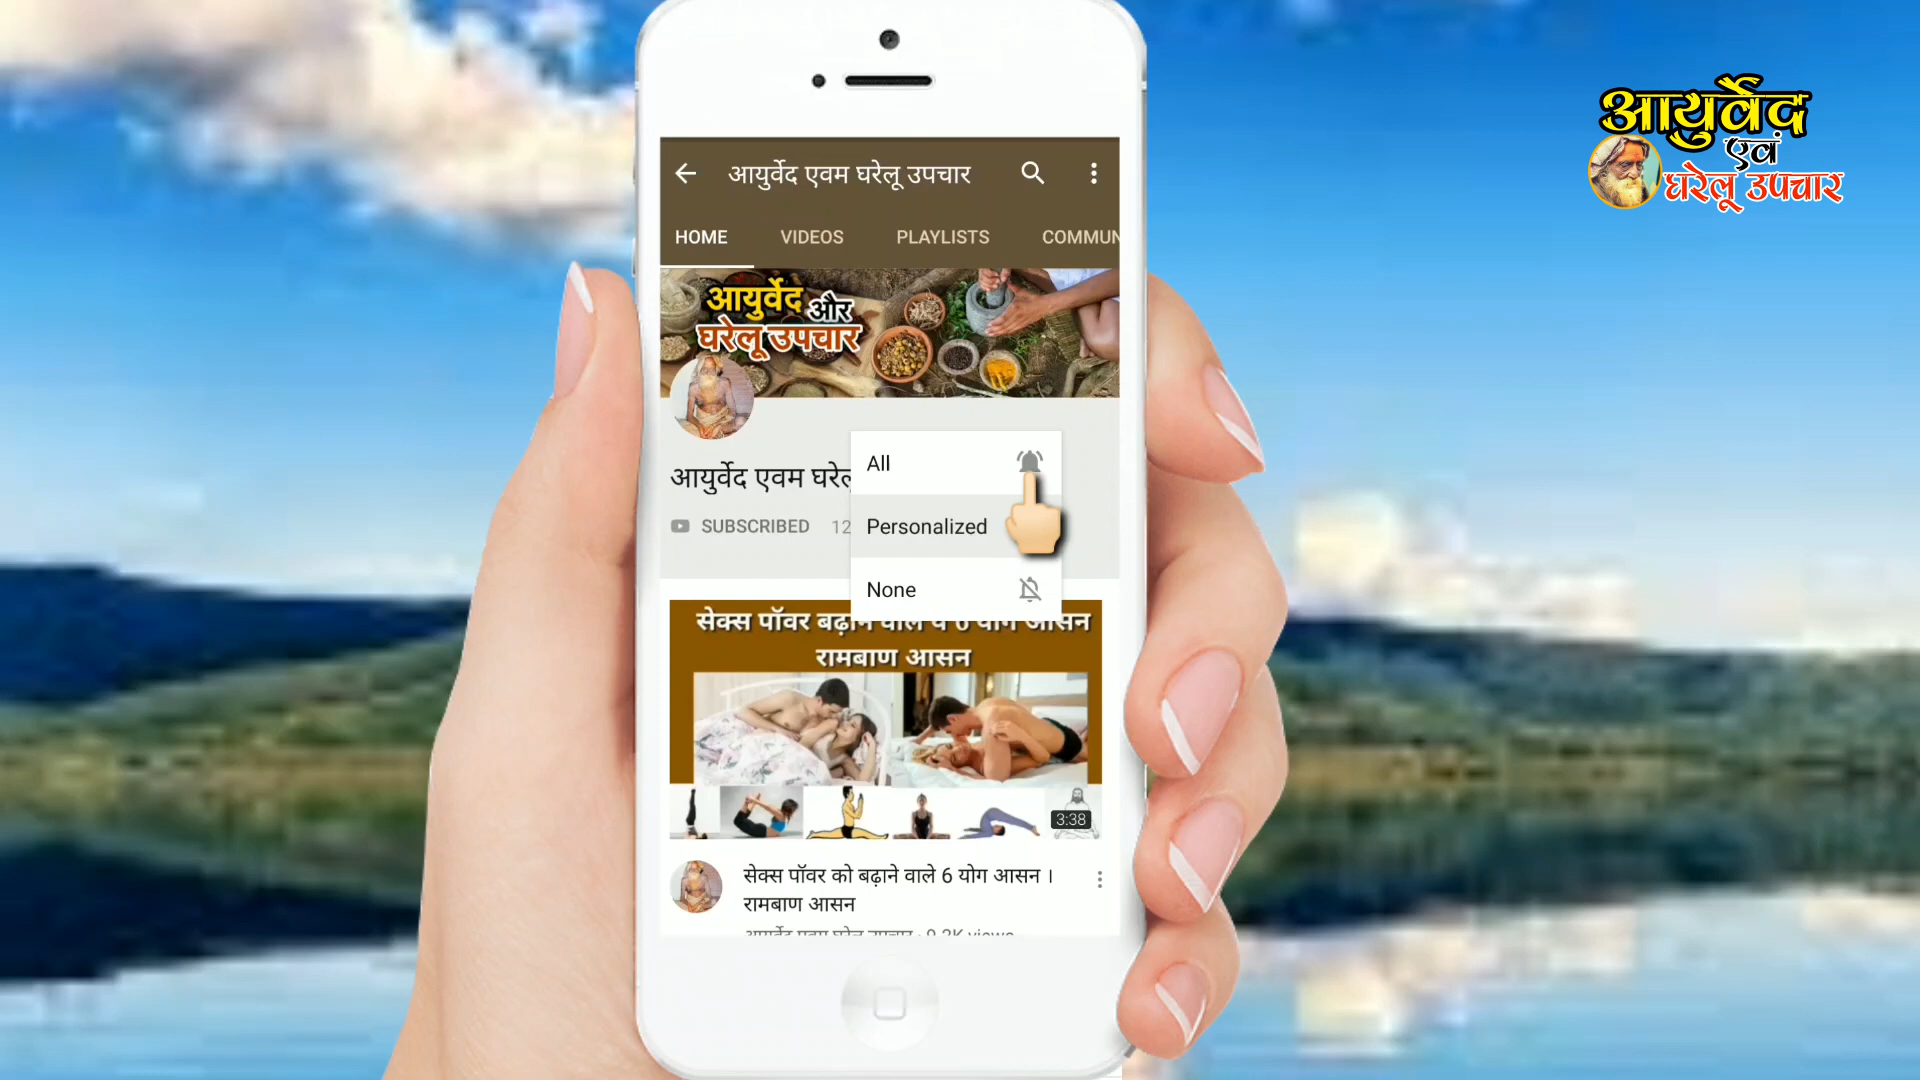 आयुर्वेद
एवं
घरेलू उपचार
आयुर्वेद एवम घरेलू उपचार
HOME VIDEOS PLAYLISTS COMMUN
आयुर्वेद और
घरेलू उपचार
All
आयुर्वेद एवम
SUBSCRIBED 12
Personalized
None
सेक्स पॉवर बढ़ाने वाले ये 6 योग आसन
रामबाण आसन
3:38
सेक्स पॉवर को बढ़ाने वाले 6 योग आसन ।
रामबाण आसन